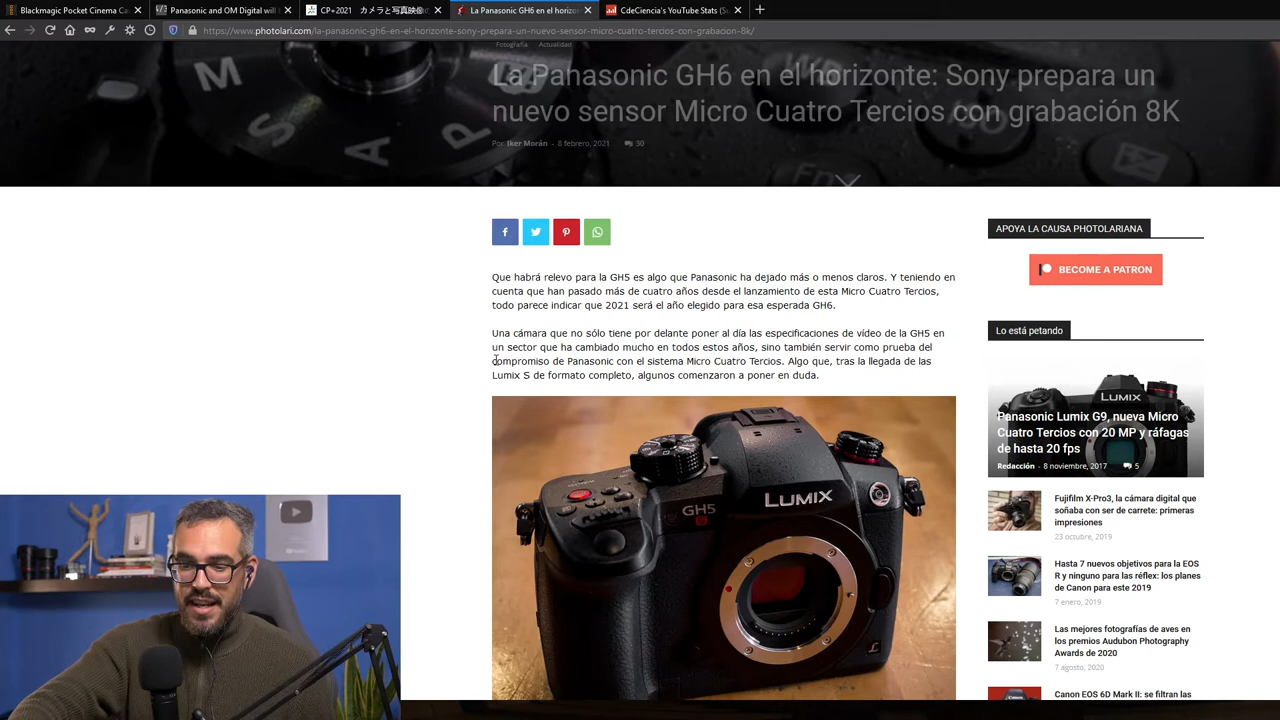 Blackmagic Pocket Cinema Ca
Panasonic and OM Digital will
CP+2021 カメラと写真映像
La Panasonic GH6 en el horizo
CdeCiencia's YouTube Stats (Su
https://www.photolari.com/la-panasonic-gh6-en-el-horizonte-sony-prepara-un-nuevo-sensor-micro-cuatro-tercios-con-grabacion-8k/
Fotografía Actualidad
La Panasonic GH6 en el horizonte: Sony prepara un
nuevo sensor Micro Cuatro Tercios con grabación 8K
Por Iker Morán - 8 febrero, 2021 30
Que habrá relevo para la GH5 es algo que Panasonic ha dejado más o menos claros. Y teniendo en
cuenta que han pasado más de cuatro años desde el lanzamiento de esta Micro Cuatro Tercios,
todo parece indicar que 2021 será el año elegido para esa esperada GH6.
Una cámara que no sólo tiene por delante poner al día las especificaciones de vídeo de la GH5 en
un sector que ha cambiado mucho en todos estos años, sino también servir como prueba del
compromiso de Panasonic con el sistema Micro Cuatro Tercios. Algo que, tras la llegada de las
Lumix S de formato completo, algunos comenzaron a poner en duda.
LUMIX
GH5
S
L
APOYA LA CAUSA PHOTOLARIANA
BECOME A PATRON
Lo está petando
LUMIX
Panasonic Lumix G9, nueva Micro
Cuatro Tercios con 20 MP y ráfagas
de hasta 20 fps
Redacción - 8 noviembre, 2017 5
Fujifilm X-Pro3, la cámara digital que
soñaba con ser de carrete: primeras
impresiones
23 octubre, 2019
Hasta 7 nuevos objetivos para la EOS
R y ninguno para las réflex: los planes
de Canon para este 2019
7 enero, 2019
Las mejores fotografías de aves en
los premios Audubon Photography
Awards de 2020
7 agosto, 2020
Canon EOS 6D Mark II: se filtran las
M
S
A
P
Fn